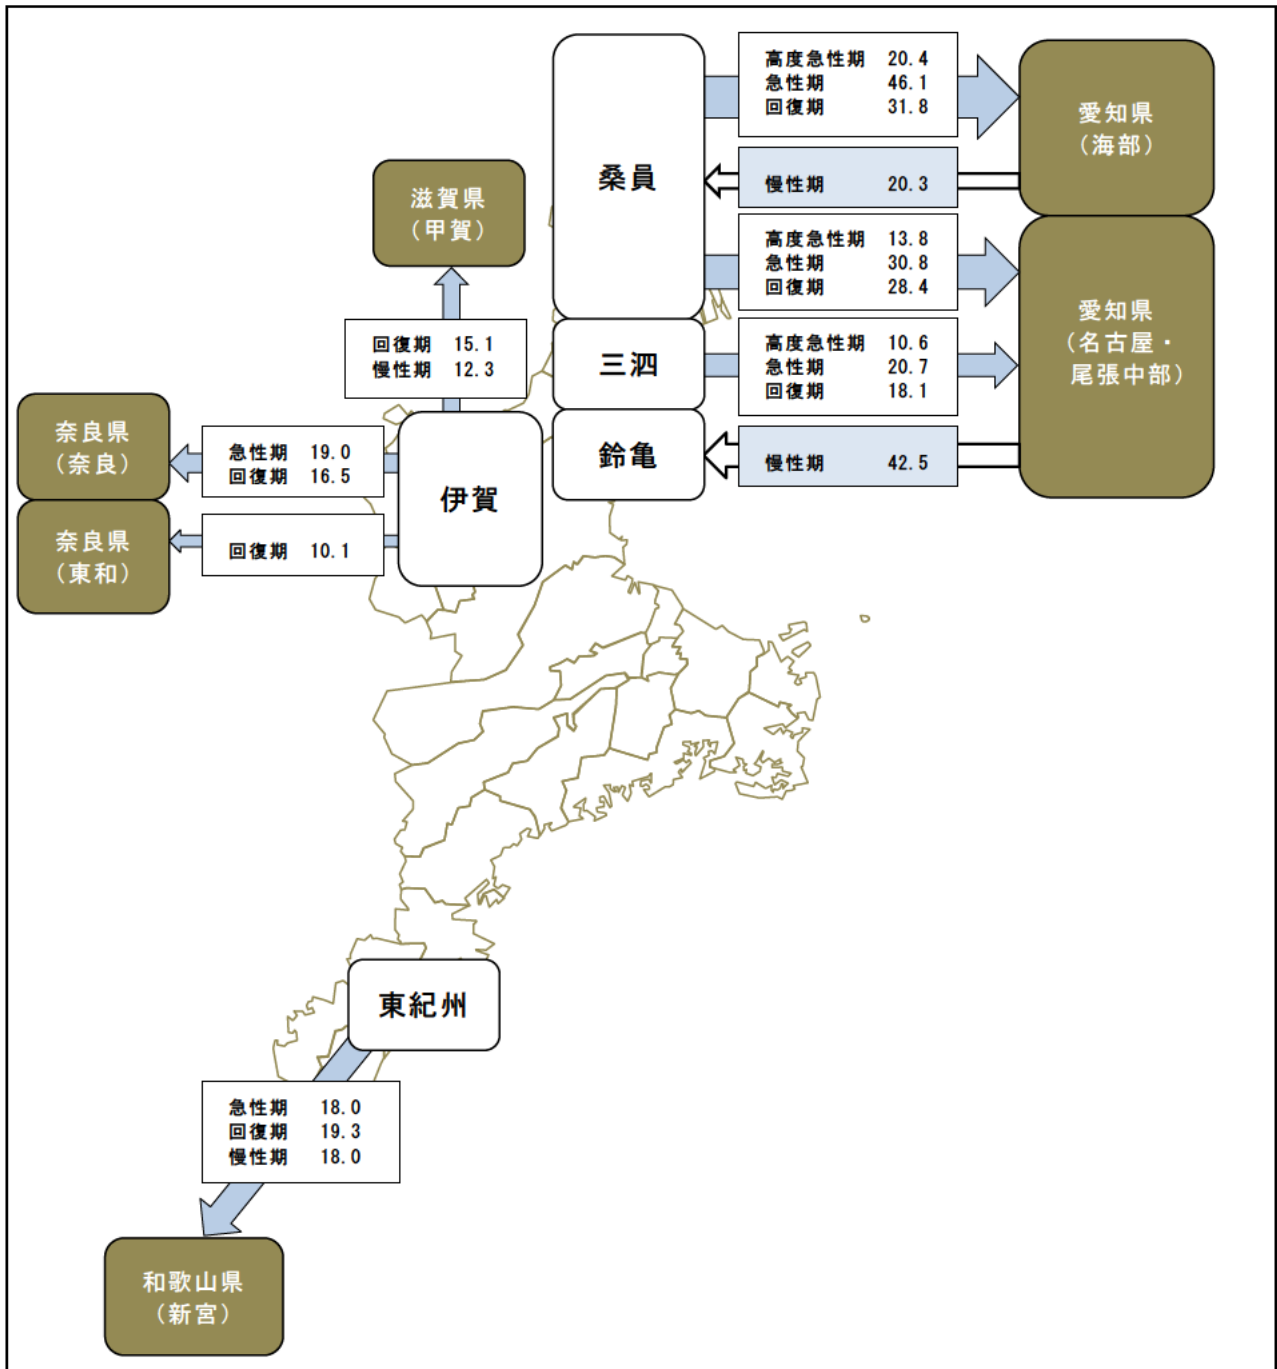 高度急性期 20.4
急性期 46.1
回復期 31.8
愛知県
（海部）
桑員
慢性期 20.3
滋賀県
（甲賀）
高度急性期 13.8
急性期 30.8
回復期 28.4
愛知県
（名古屋・
尾張中部）
回復期 15.1
慢性期 12.3
三泗
高度急性期 10.6
急性期 20.7
回復期 18.1
奈良県
（奈良）
急性期 19.0
回復期 16.5
伊賀
鈴亀
慢性期 42.5
奈良県
（東和）
回復期 10.1
東紀州
急性期 18.0
回復期 19.3
慢性期 18.0
和歌山県
（新宮）